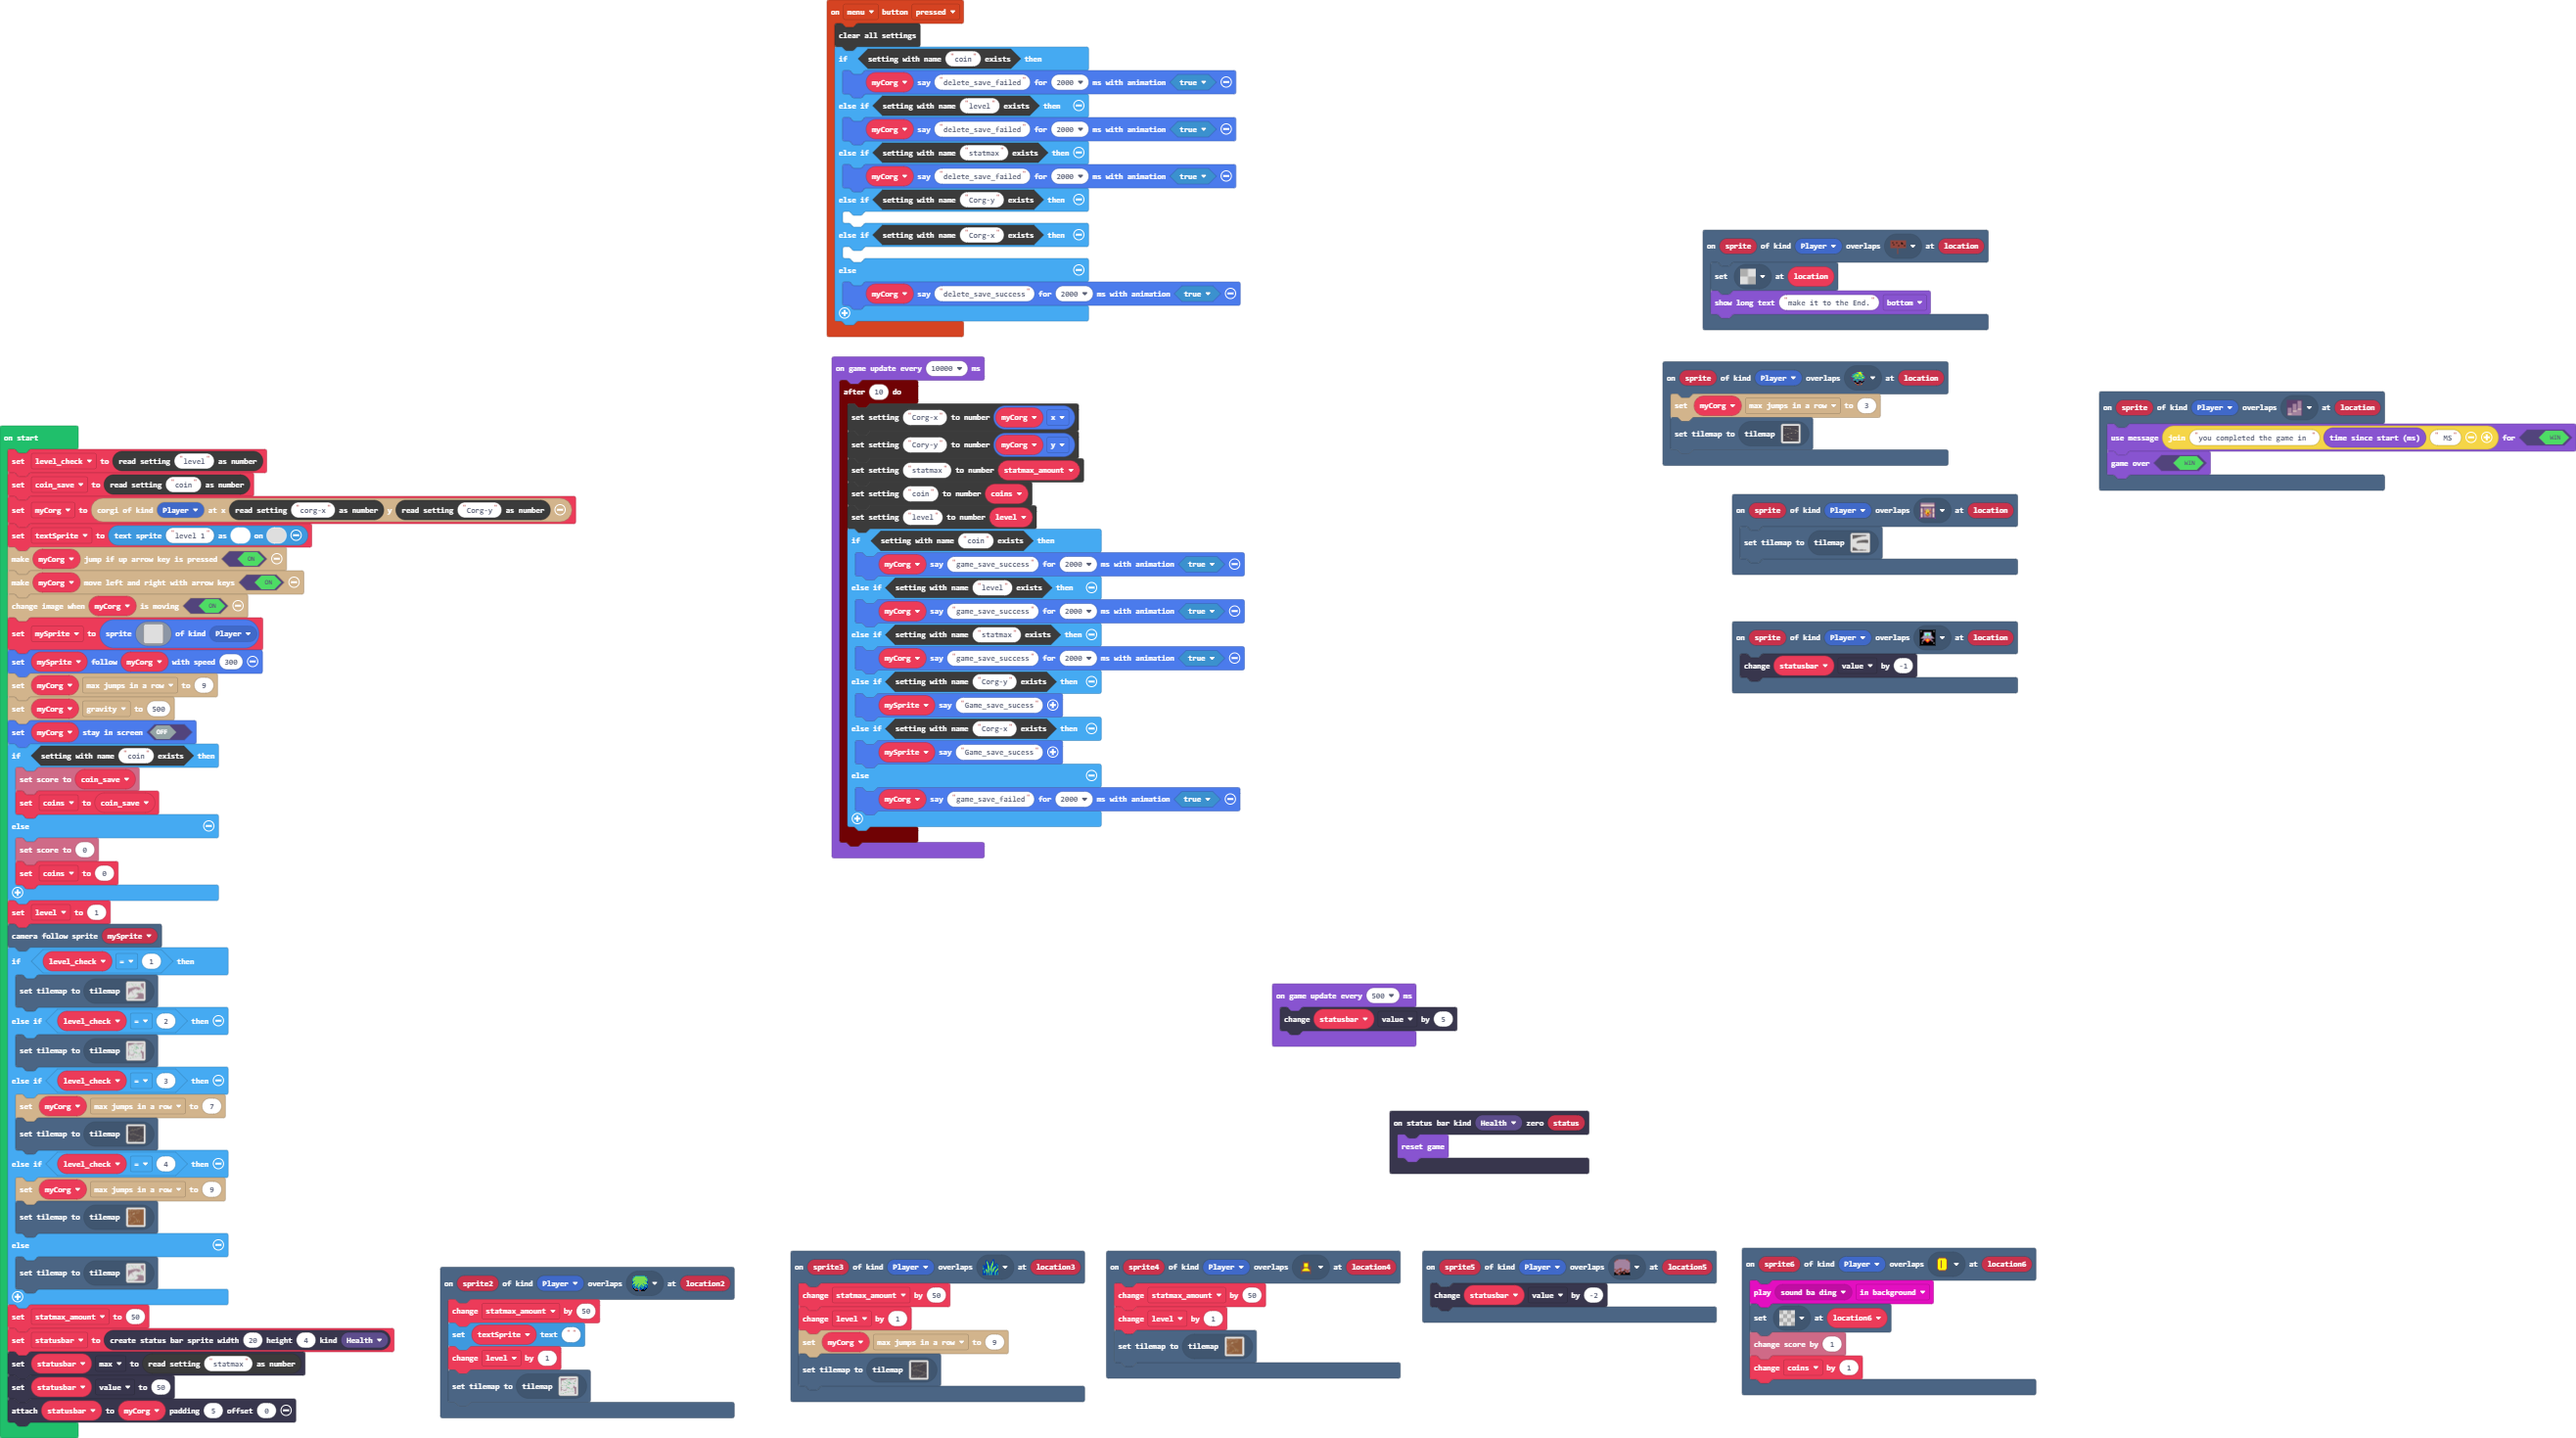 on menu button pressed
clear all settings
if setting with name "coin" exists then
myCorg say "delete_save_failed" for 2000 ms with animation true
else if setting with name "level" exists then
myCorg say "delete_save_failed" for 2000 ms with animation true
else if setting with name "statmax" exists then
myCorg say "delete_save_failed" for 2000 ms with animation true
else if setting with name "Corg-y" exists then
else if setting with name "Corg-x" exists then
else
myCorg say "delete_save_success" for 2000 ms with animation true
on game update every 10000 ms
after 10 do
set setting "Corg-x" to number myCorg x
set setting "Cory-y" to number myCorg y
set setting "statmax" to number statmax_amount
set setting "coin" to number coins
set setting "level" to number level
if setting with name "coin" exists then
myCorg say "game_save_success" for 2000 ms with animation true
else if setting with name "level" exists then
myCorg say "game_save_success" for 2000 ms with animation true
else if setting with name "statmax" exists then
myCorg say "game_save_success" for 2000 ms with animation true
else if setting with name "Corg-y" exists then
mySprite say "Game_save_sucess"
else if setting with name "Corg-x" exists then
mySprite say "Game_save_sucess"
else
myCorg say "game_save_failed" for 2000 ms with animation true
on start
set level_check to read setting "level" as number
set coin_save to read setting "coin" as number
set myCorg to corgi of kind Player at x read setting "corg-x" as number y read setting "Corg-y" as number
set textSprite to text sprite "level 1" as on
make myCorg jump if up arrow key is pressed ON
make myCorg move left and right with arrow keys ON
change image when myCorg is moving ON
set mySprite to sprite of kind Player
set mySprite follow myCorg with speed 300
set myCorg max jumps in a row to 9
set myCorg gravity to 500
set myCorg stay in screen OFF
if setting with name "coin" exists then
set score to coin_save
set coins to coin_save
else
set score to 0
set coins to 0
set level to 1
camera follow sprite mySprite
if level_check = 1 then
set tilemap to tilemap
else if level_check = 2 then
set tilemap to tilemap
else if level_check = 3 then
set myCorg max jumps in a row to 7
set tilemap to tilemap
else if level_check = 4 then
set myCorg max jumps in a row to 9
set tilemap to tilemap
else
set tilemap to tilemap
set statmax_amount to 50
set statusbar to create status bar sprite width 20 height 4 kind Health
set statusbar max to read setting "statmax" as number
set statusbar value to 50
attach statusbar to myCorg padding 5 offset 0
on sprite of kind Player overlaps at location
set at location
show long text "make it to the End." bottom
on sprite of kind Player overlaps at location
set myCorg max jumps in a row to 3
set tilemap to tilemap
on sprite of kind Player overlaps at location
use message join "you completed the game in " time since start (ms) " MS" for WIN
game over WIN
on sprite of kind Player overlaps at location
set tilemap to tilemap
on sprite of kind Player overlaps at location
change statusbar value by -1
on game update every 500 ms
change statusbar value by 5
on status bar kind Health zero status
reset game
on sprite2 of kind Player overlaps at location2
change statmax_amount by 50
set textSprite text " "
change level by 1
set tilemap to tilemap
on sprite3 of kind Player overlaps at location3
change statmax_amount by 50
change level by 1
set myCorg max jumps in a row to 9
set tilemap to tilemap
on sprite4 of kind Player overlaps at location4
change statmax_amount by 50
change level by 1
set tilemap to tilemap
on sprite5 of kind Player overlaps at location5
change statusbar value by -2
on sprite6 of kind Player overlaps at location6
play sound ba ding in background
set at location6
change score by 1
change coins by 1